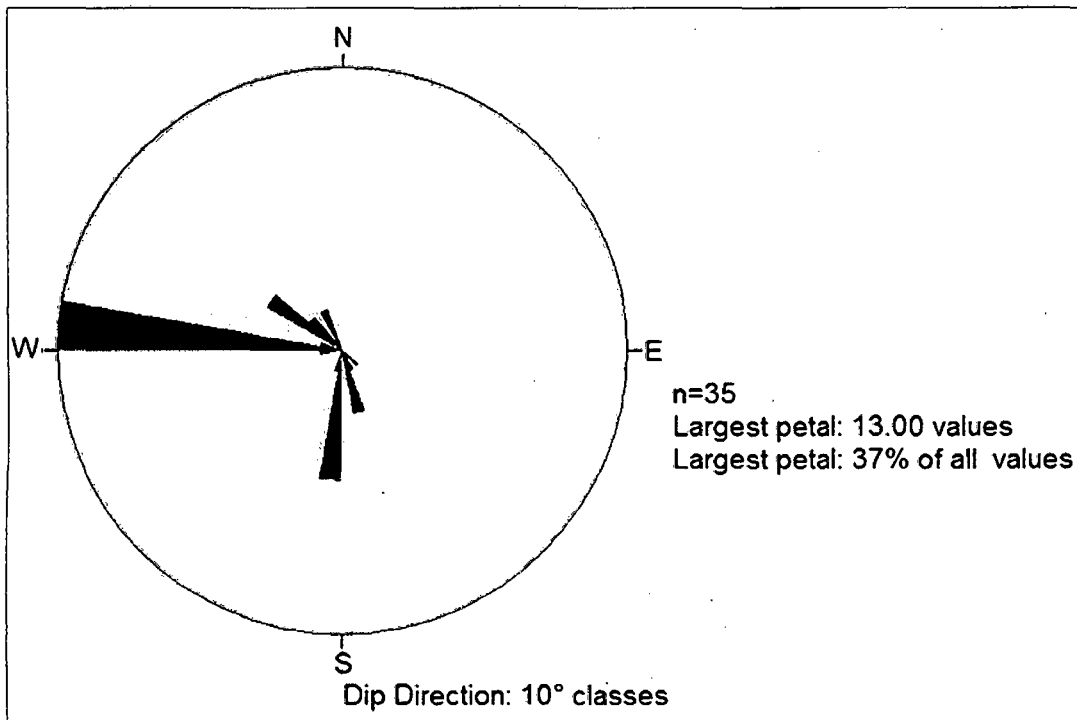 N
W
E
n=35
Largest petal: 13.00 values
Largest petal: 37% of all values
S
Dip Direction: 10° classes